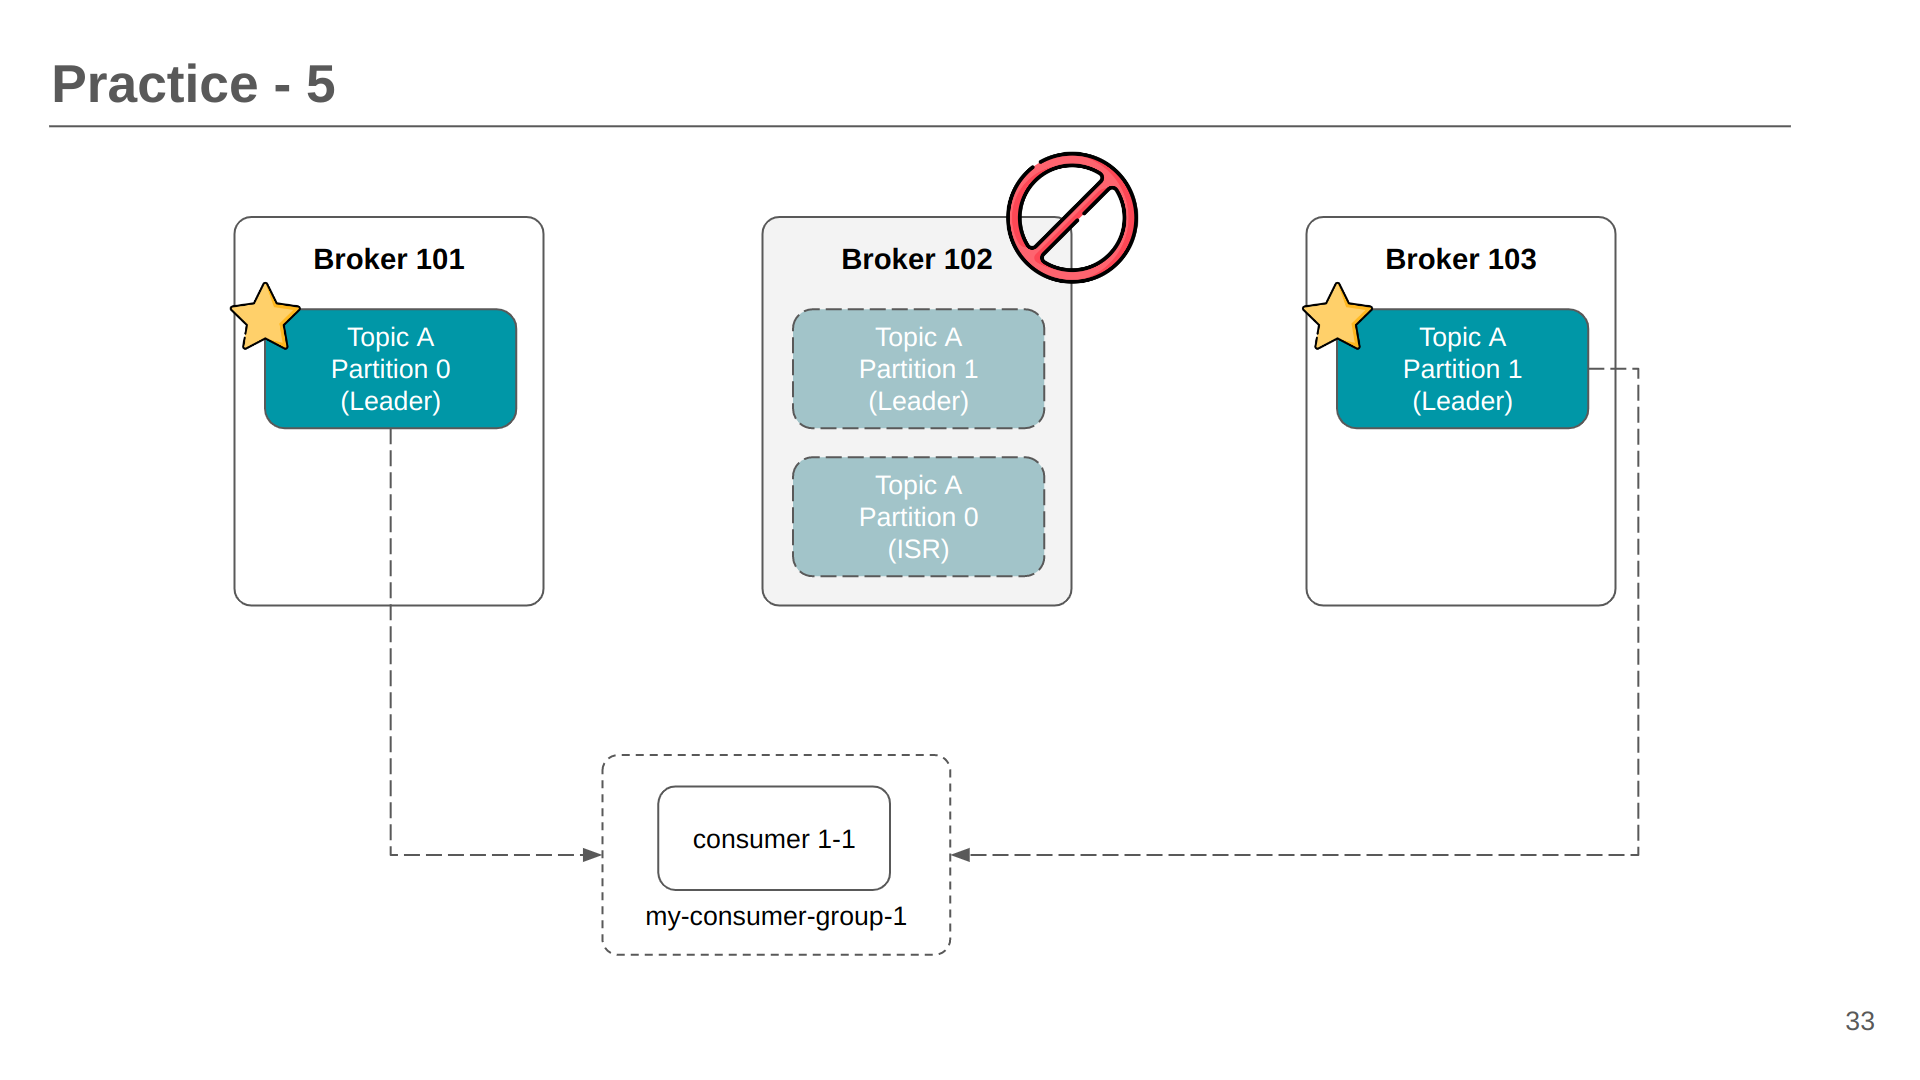 Practice - 5
Broker 101
Topic A
Partition 0
(Leader)
Broker 102
Topic A
Partition 1
(Leader)
Topic A
Partition 0
(ISR)
Broker 103
Topic A
Partition 1
(Leader)
consumer 1-1
my-consumer-group-1
33